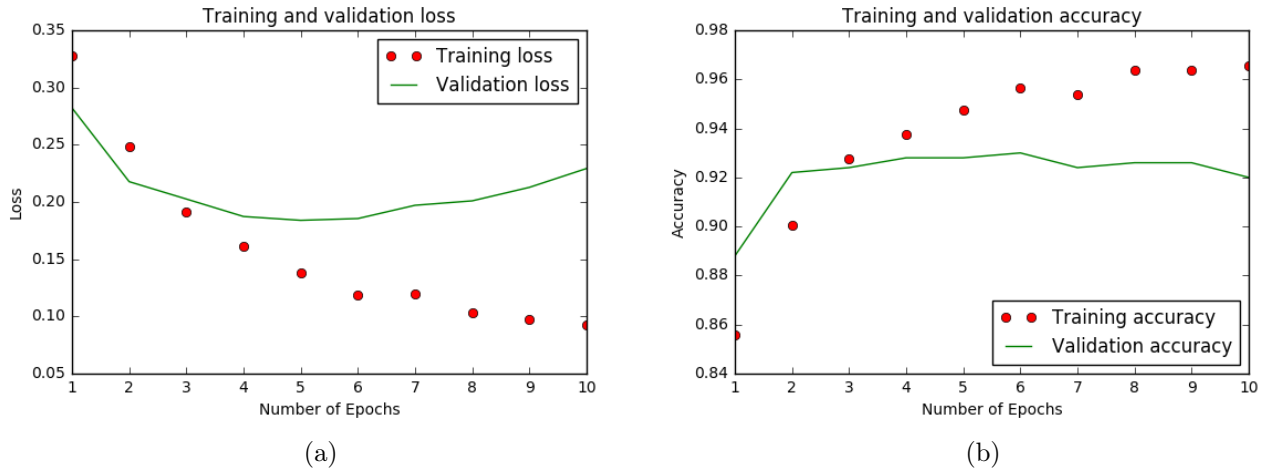 Training and validation loss
0.35
0.30
0.25
0.20
0.15
0.10
0.05
Loss
Training loss
Validation loss
1 2 3 4 5 6 7 8 9 10
Number of Epochs
(a)
Training and validation accuracy
0.98
0.96
0.94
0.92
0.90
0.88
0.86
0.84
Accuracy
Training accuracy
Validation accuracy
1 2 3 4 5 6 7 8 9 10
Number of Epochs
(b)